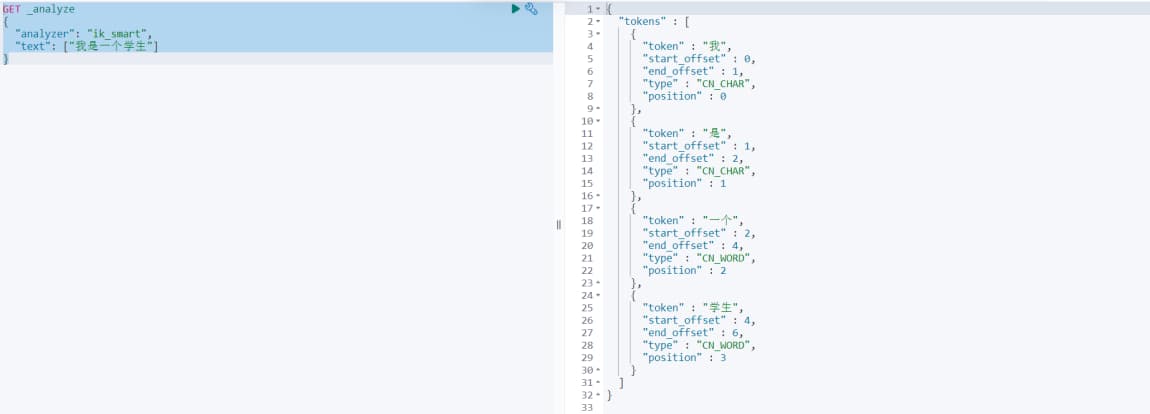 GET _analyze
{
  "analyzer": "ik_smart",
  "text": ["我是一个学生"]
}
1 {
2   "tokens" : [
3     {
4       "token" : "我",
5       "start_offset" : 0,
6       "end_offset" : 1,
7       "type" : "CN_CHAR",
8       "position" : 0
9     },
10     {
11       "token" : "是",
12       "start_offset" : 1,
13       "end_offset" : 2,
14       "type" : "CN_CHAR",
15       "position" : 1
16     },
17     {
18       "token" : "一个",
19       "start_offset" : 2,
20       "end_offset" : 4,
21       "type" : "CN_WORD",
22       "position" : 2
23     },
24     {
25       "token" : "学生",
26       "start_offset" : 4,
27       "end_offset" : 6,
28       "type" : "CN_WORD",
29       "position" : 3
30     }
31   ]
32 }
33